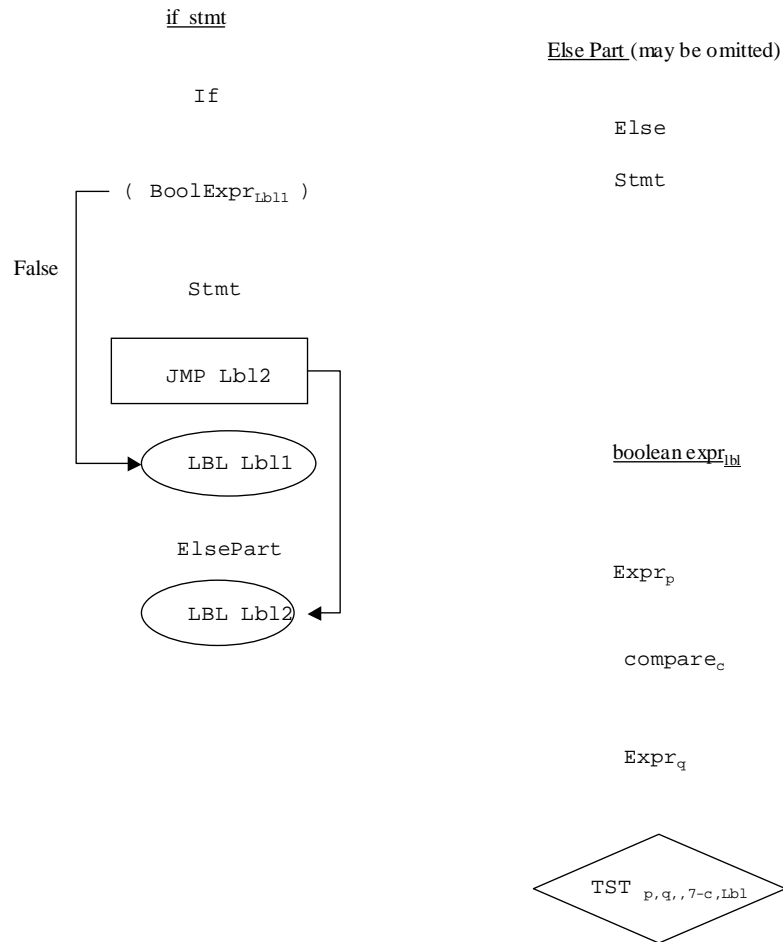 if stmt
If
( BoolExprLbl1 )
False
Stmt
JMP Lbl2
LBL Lbl1
ElsePart
LBL Lbl2
Else Part (may be omitted)
Else
Stmt
boolean exprlbl
Exprp
comparec
Exprq
TST p,q,,7-c,Lbl